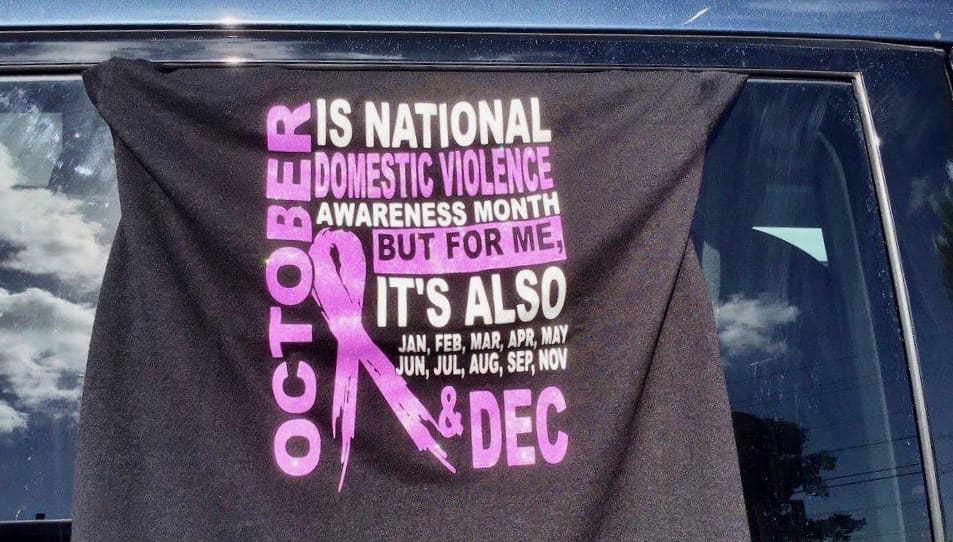 OCTOBER
IS NATIONAL
DOMESTIC VIOLENCE
AWARENESS MONTH
BUT FOR ME,
IT'S ALSO
JAN, FEB, MAR, APR, MAY
JUN, JUL, AUG, SEP, NOV
& DEC